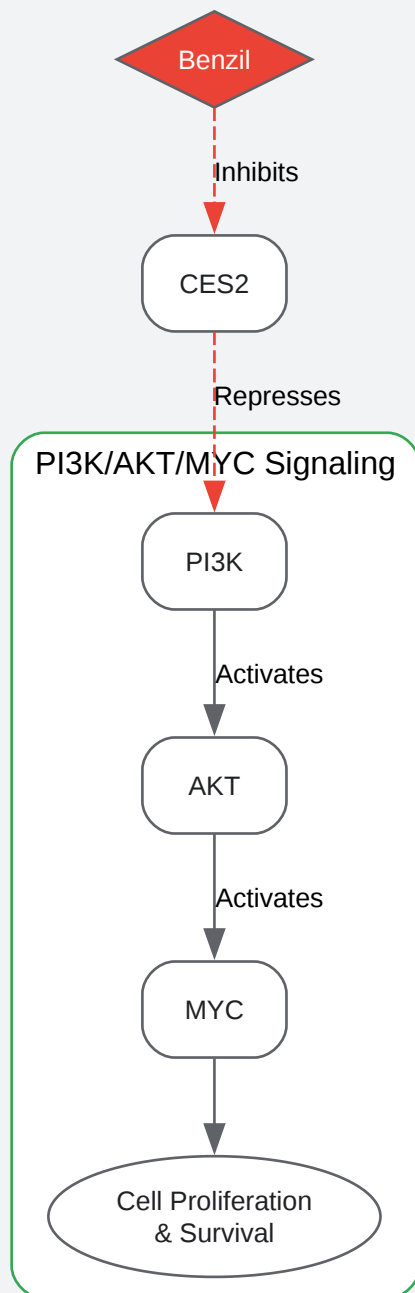 Benzil
Inhibits
CES2
Represses
PI3K/AKT/MYC Signaling
PI3K
Activates
AKT
Activates
MYC
Cell Proliferation
& Survival